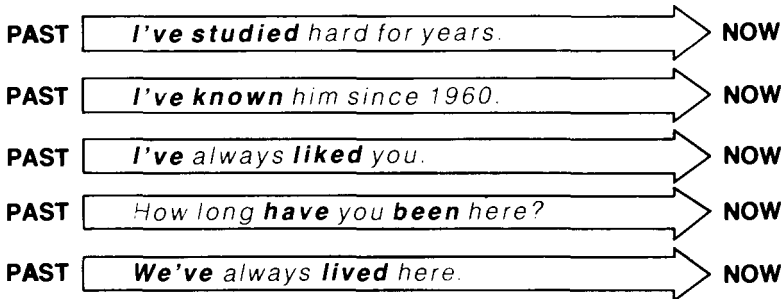 PAST I've studied hard for years. NOW
PAST I've known him since 1960. NOW
PAST I've always liked you. NOW
PAST How long have you been here? NOW
PAST We've always lived here. NOW